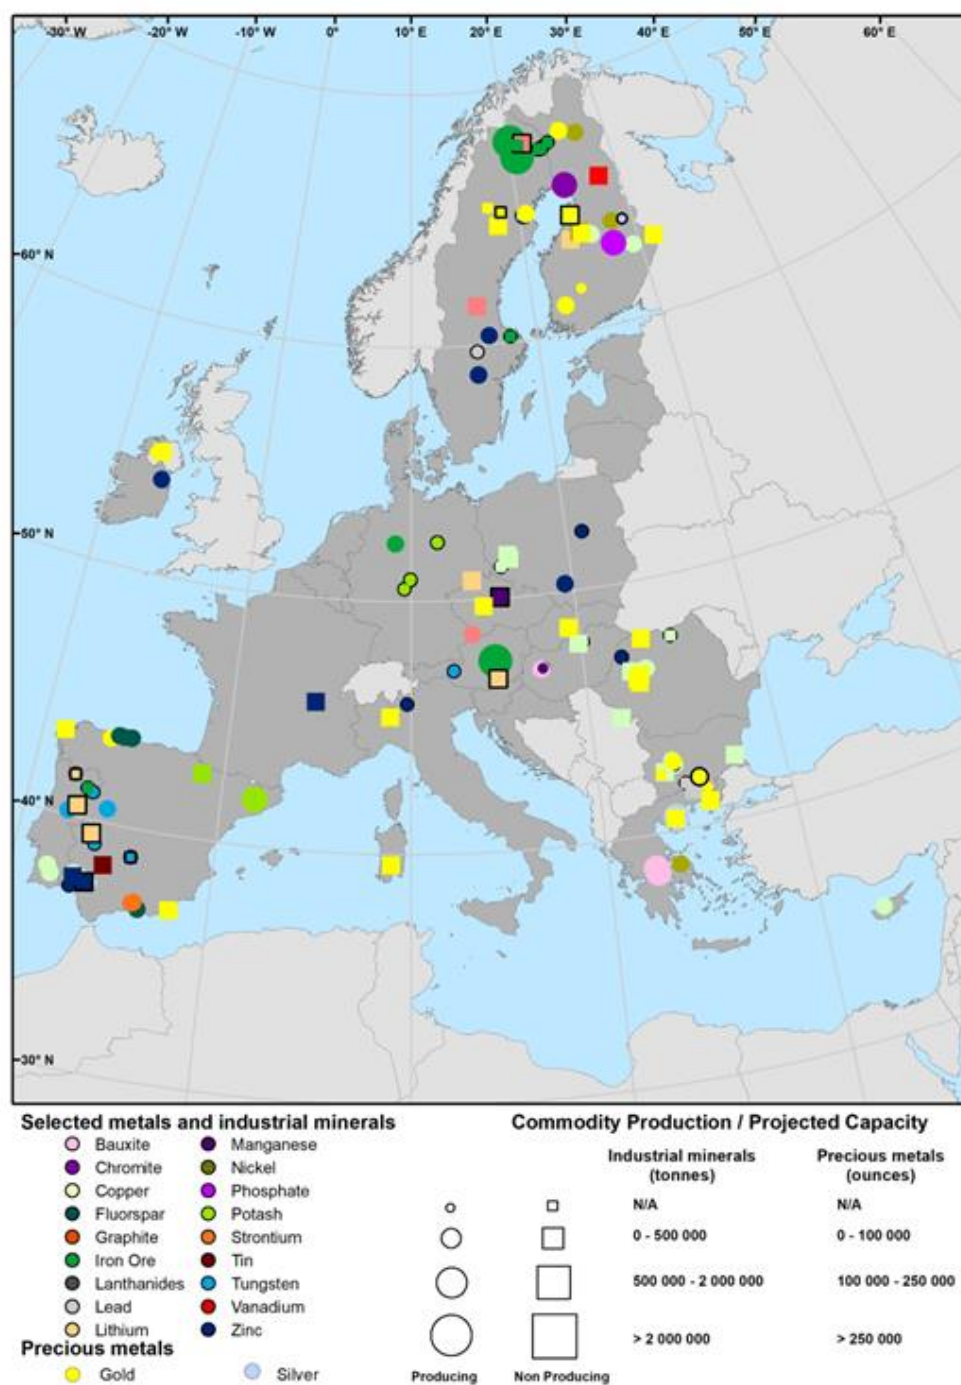 -30° W -20° W -10° W 0° 10° E 20° E 30° E 40° E 60° E
60° N
50° N
40° N
30° N
Selected metals and industrial minerals
Bauxite Manganese
Chromite Nickel
Copper Phosphate
Fluorspar Potash
Graphite Strontium
Iron Ore Tin
Lanthanides Tungsten
Lead Vanadium
Lithium Zinc
Precious metals
Gold Silver
Commodity Production / Projected Capacity
Industrial minerals Precious metals
(tonnes) (ounces)
N/A N/A
0 - 500 000 0 - 100 000
500 000 - 2 000 000 100 000 - 250 000
> 2 000 000 > 250 000
Producing Non Producing